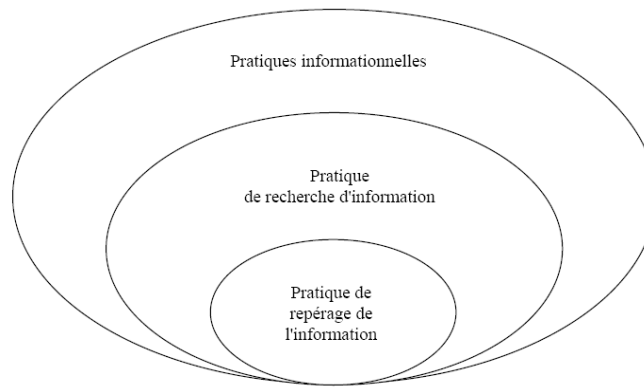 Pratiques informationnelles
Pratique
de recherche d'information
Pratique de
repérage de
l'information